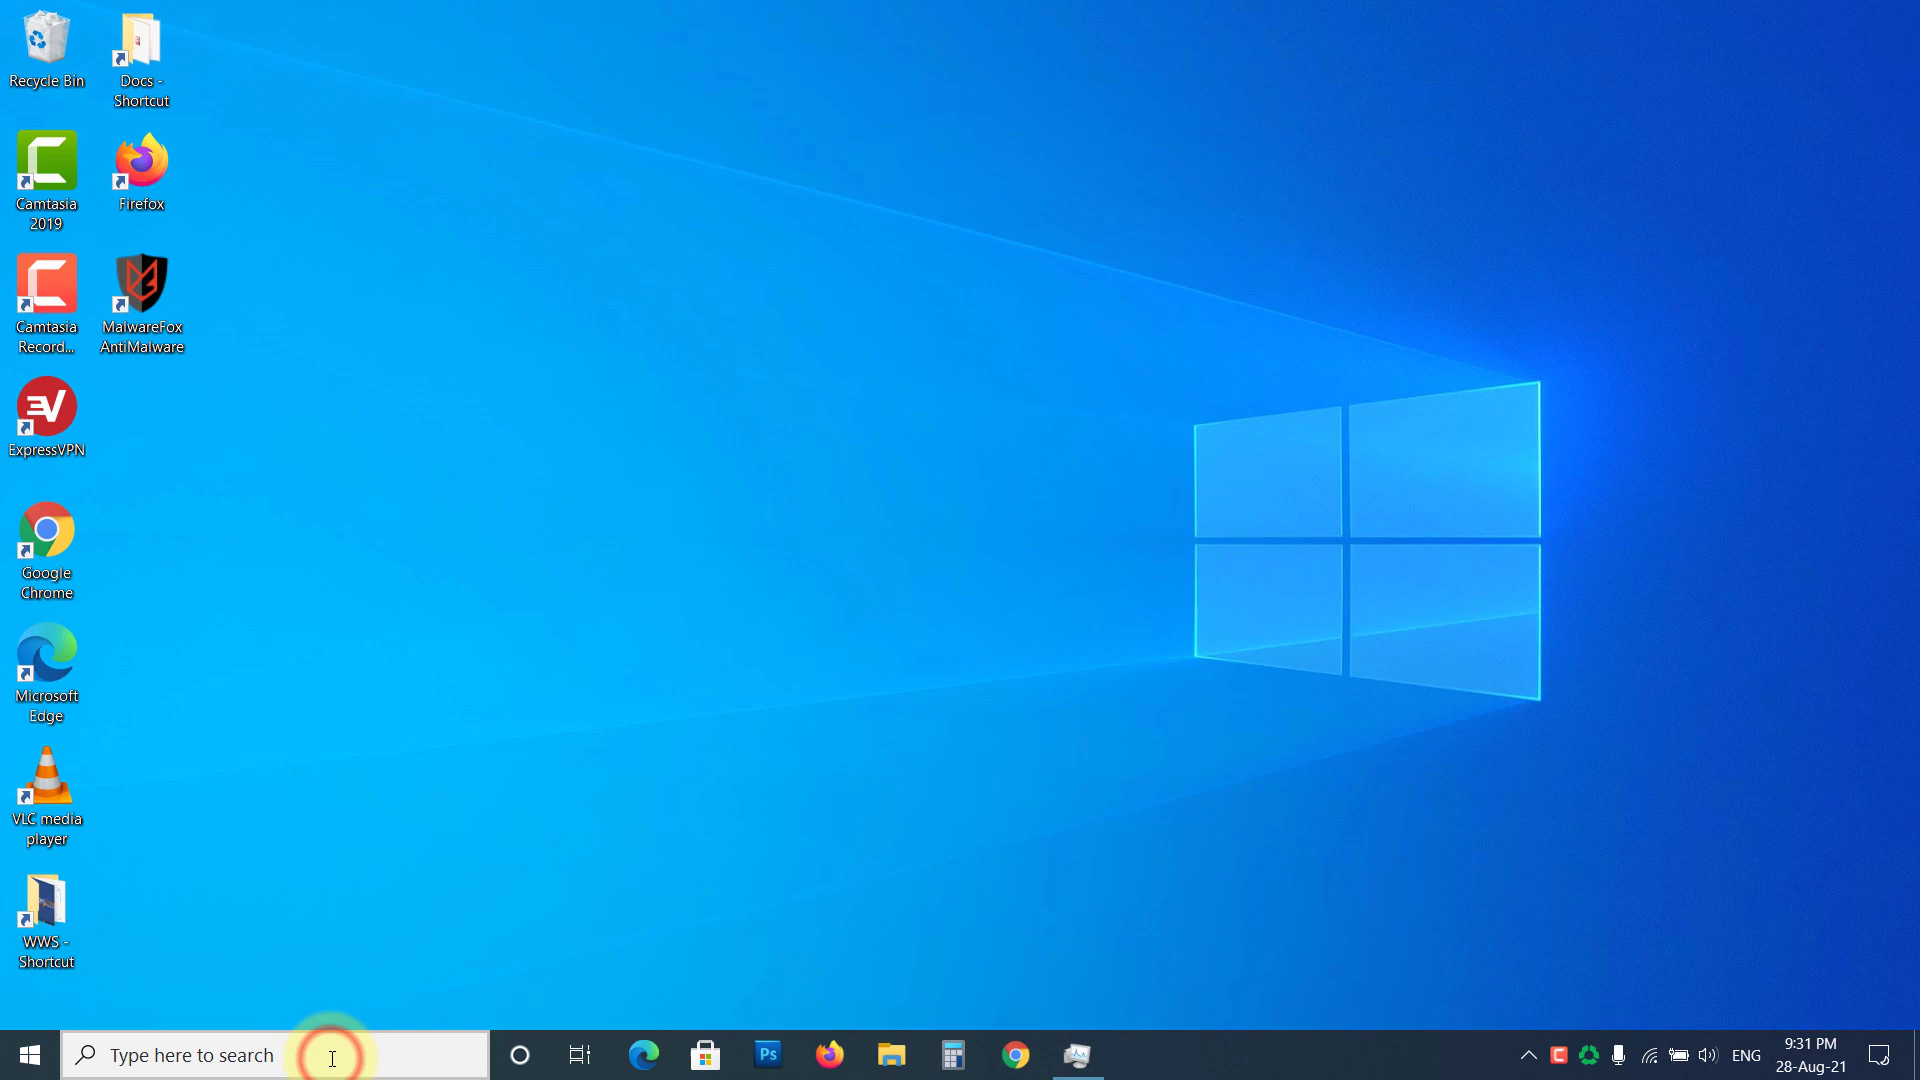 Recycle Bin
Docs -
Shortcut
Camtasia
2019
Firefox
Camtasia
Record...
MalwareFox
AntiMalware
ExpressVPN
Google
Chrome
Microsoft
Edge
VLC media
player
WWS -
Shortcut
Type here to search
Ps
ENG
9:31 PM
28-Aug-21